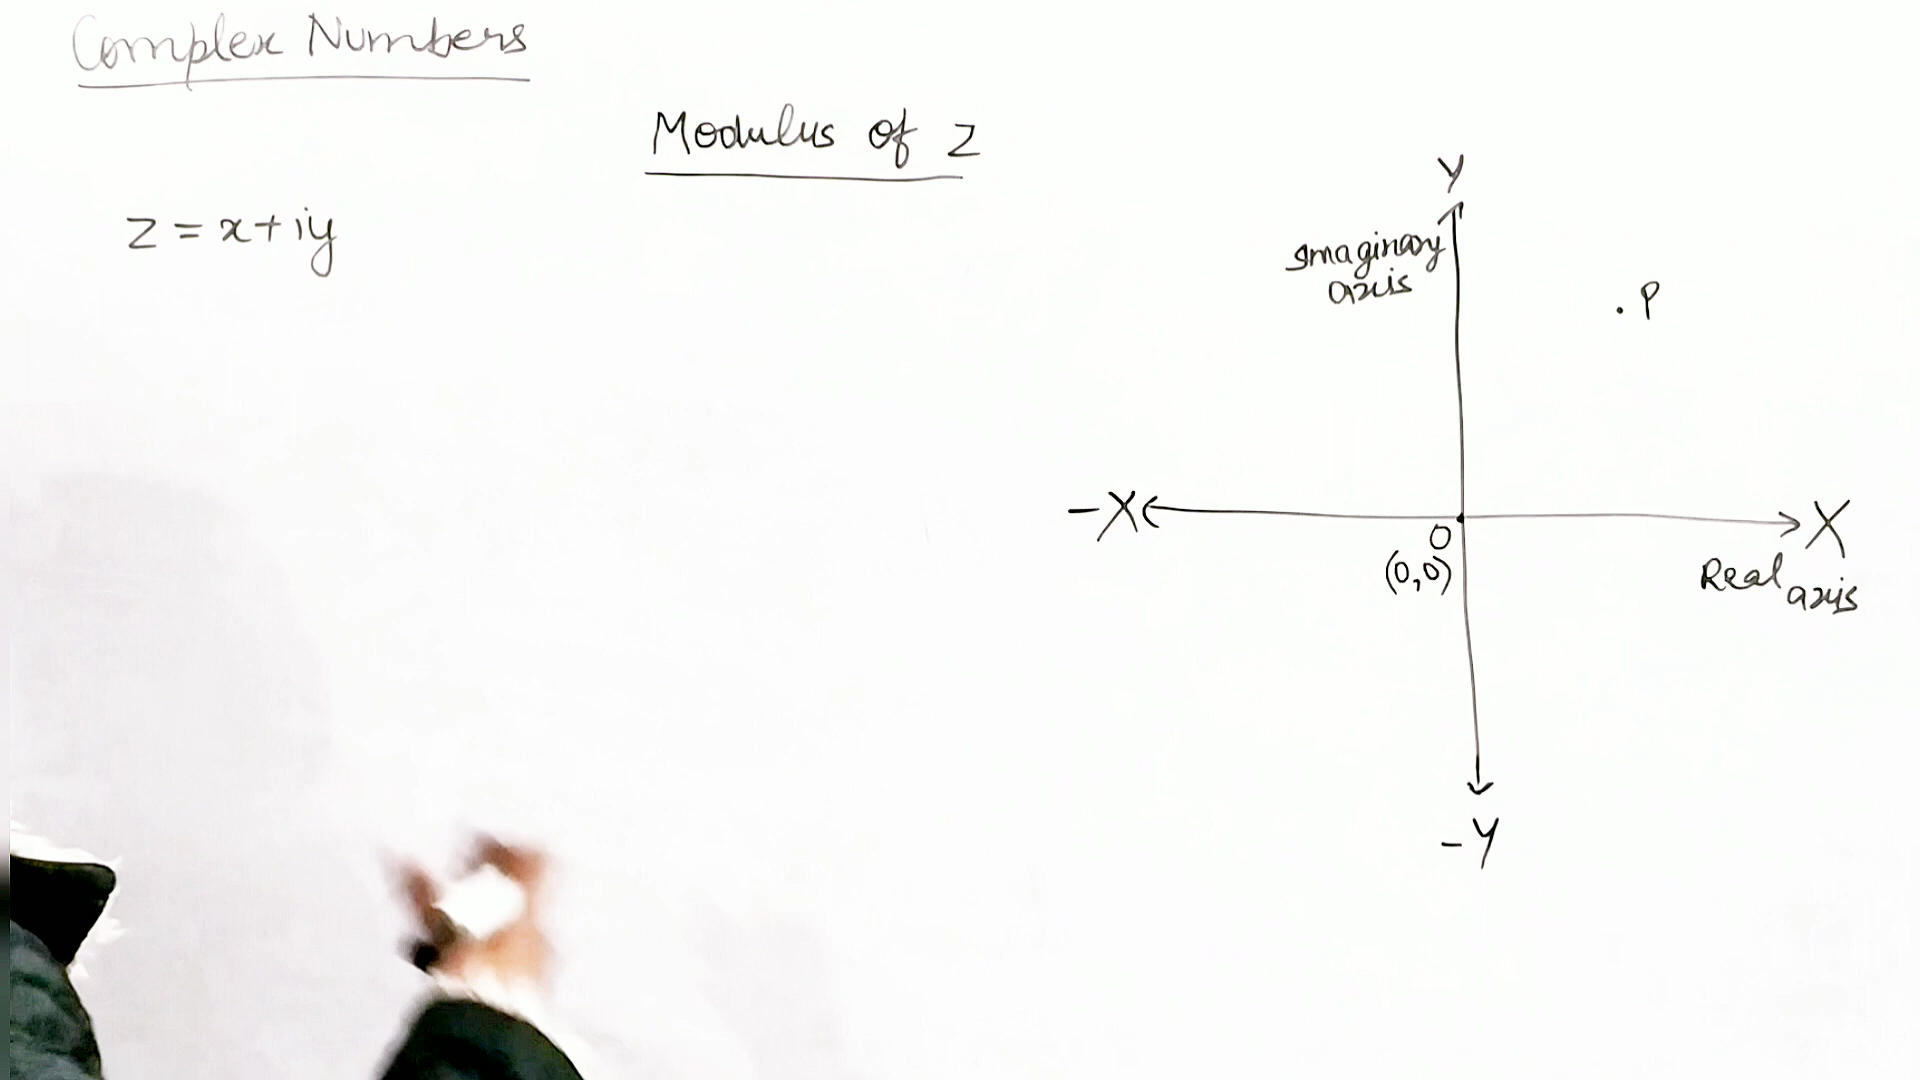 Complex Numbers
Modulus of z
z = x + iy
Y
Imaginary
axis
. P
-X
X
O
(0,0)
Real axis
-Y